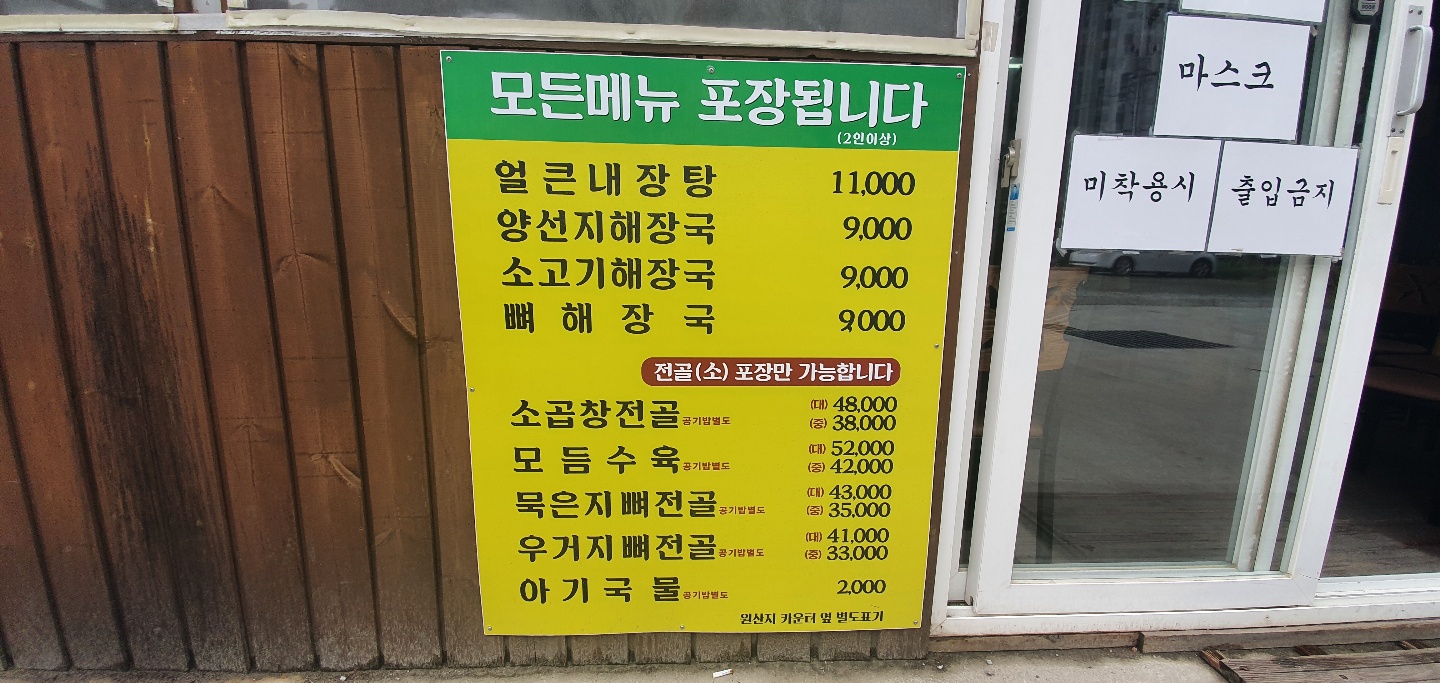 모든메뉴 포장됩니다
(2인이상)
얼큰내장탕 11,000
양선지해장국 9,000
소고기해장국 9,000
뼈해장국 9,000
전골(소) 포장만 가능합니다
소곱창전골 공기밥별도 (대) 48,000
(중) 38,000
모듬수육 공기밥별도 (대) 52,000
(중) 42,000
묵은지뼈전골 공기밥별도 (대) 43,000
(중) 35,000
우거지뼈전골 공기밥별도 (대) 41,000
(중) 33,000
아기국물 공기밥별도 2,000
원산지 카운터 옆 별도표기
마스크
미착용시 출입금지